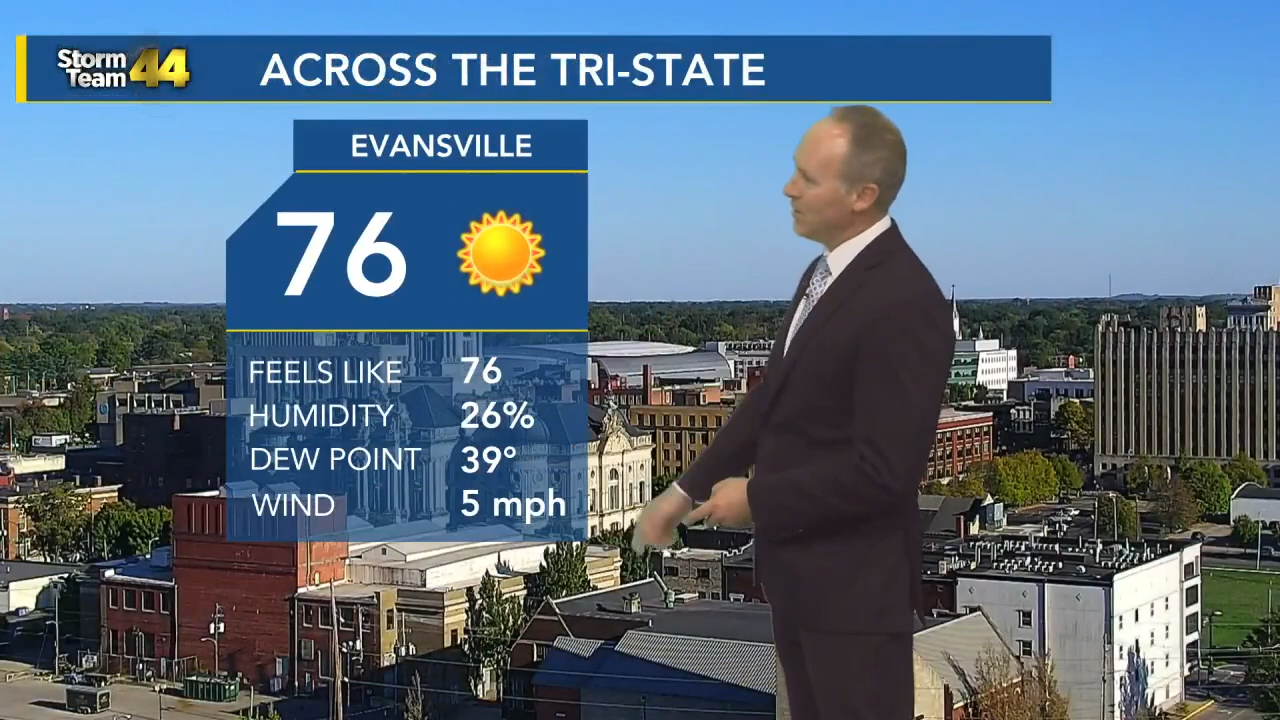 Storm
Team 44
ACROSS THE TRI-STATE
EVANSVILLE
76
FEELS LIKE 76
HUMIDITY 26%
DEW POINT 39°
WIND 5 mph